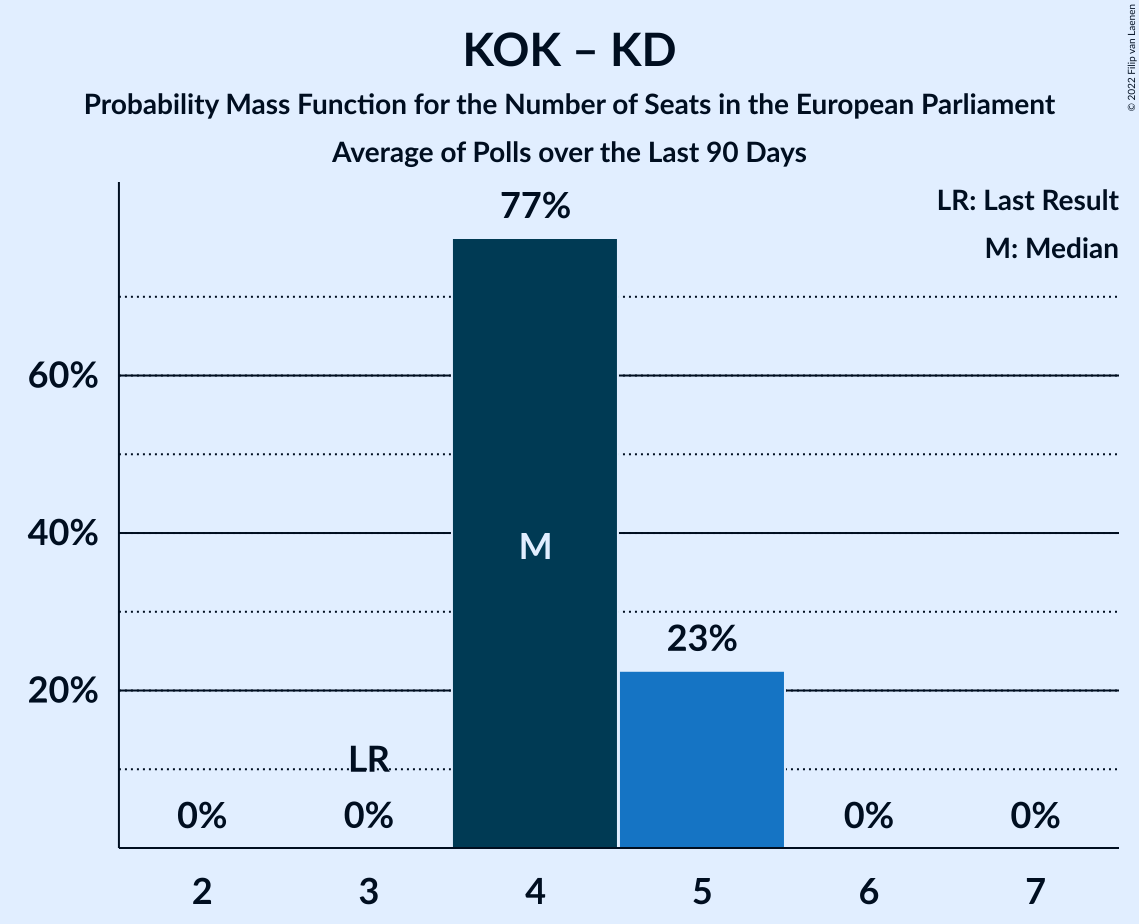 KOK – KD
Probability Mass Function for the Number of Seats in the European Parliament
Average of Polls over the Last 90 Days
© 2022 Filip van Laenen
LR: Last Result
M: Median
77%
60%
40%
M
23%
20%
LR
0%
0%
0%
0%
2
3
4
5
6
7